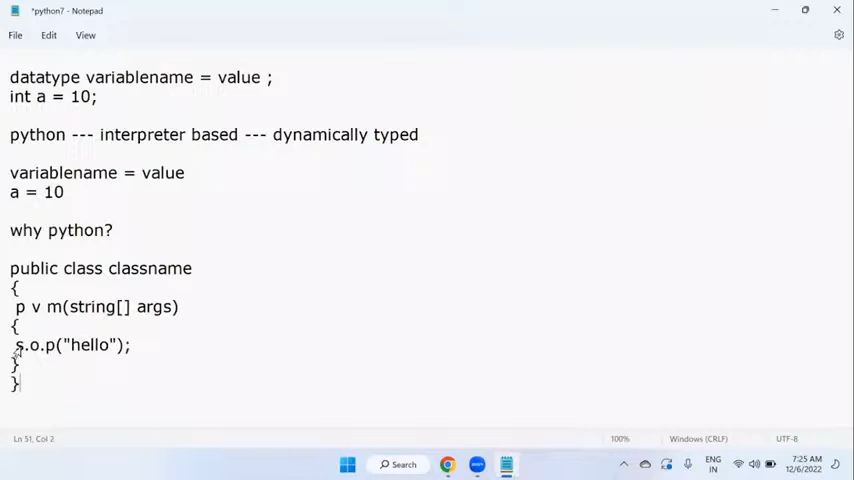 *python7 - Notepad
File Edit View
datatype variablename = value ;
int a = 10;
python --- interpreter based --- dynamically typed
variablename = value
a = 10
why python?
public class classname
{
p v m(string[] args)
{
s.o.p("hello");
}
}
Ln 51, Col 2 100% Windows (CRLF) UTF-8
Search zoom ENG 7:25 AM
IN 12/6/2022